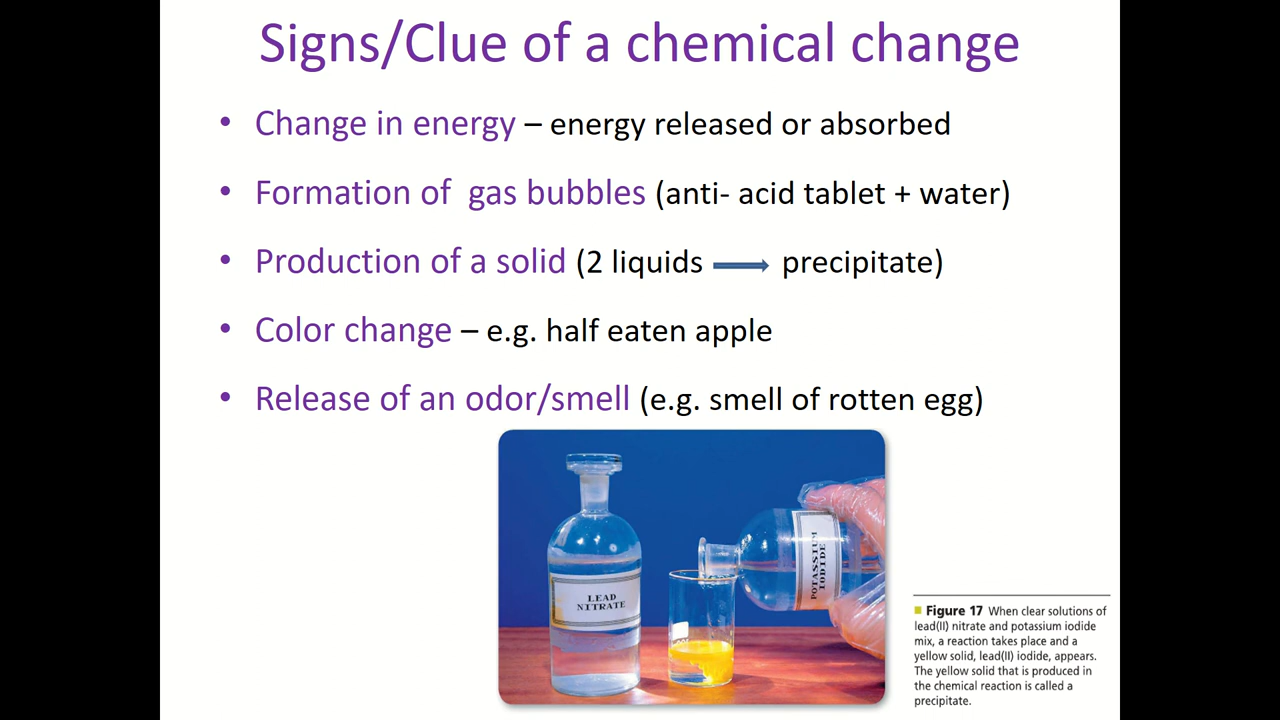 Signs/Clue of a chemical change
• Change in energy – energy released or absorbed
• Formation of  gas bubbles (anti- acid tablet + water)
• Production of a solid (2 liquids → precipitate)
• Color change – e.g. half eaten apple
• Release of an odor/smell (e.g. smell of rotten egg)
LEAD
NITRATE
POTASSIUM
IODIDE
Figure 17 When clear solutions of
lead(II) nitrate and potassium iodide
mix, a reaction takes place and a
yellow solid, lead(II) iodide, appears.
The yellow solid that is produced in
the chemical reaction is called a
precipitate.